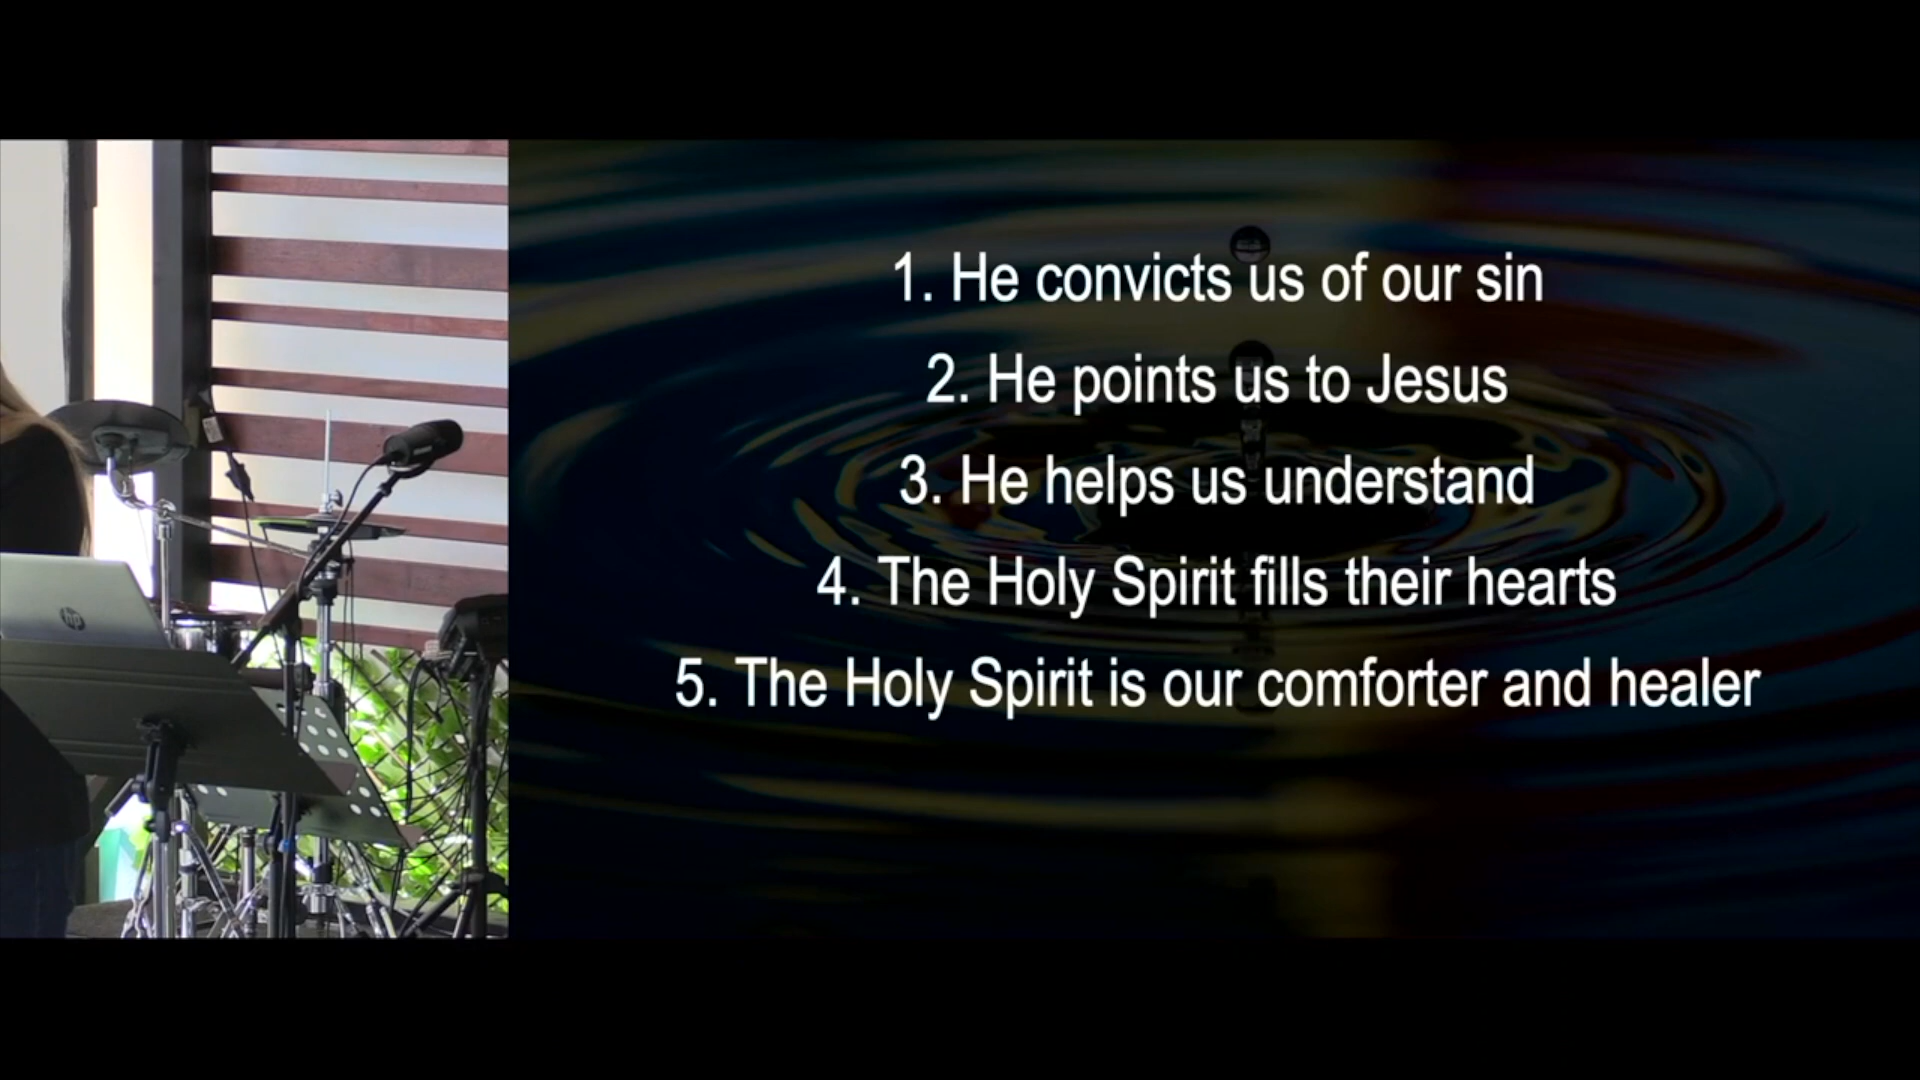 1. He convicts us of our sin
2. He points us to Jesus
3. He helps us understand
4. The Holy Spirit fills their hearts
5. The Holy Spirit is our comforter and healer
hp